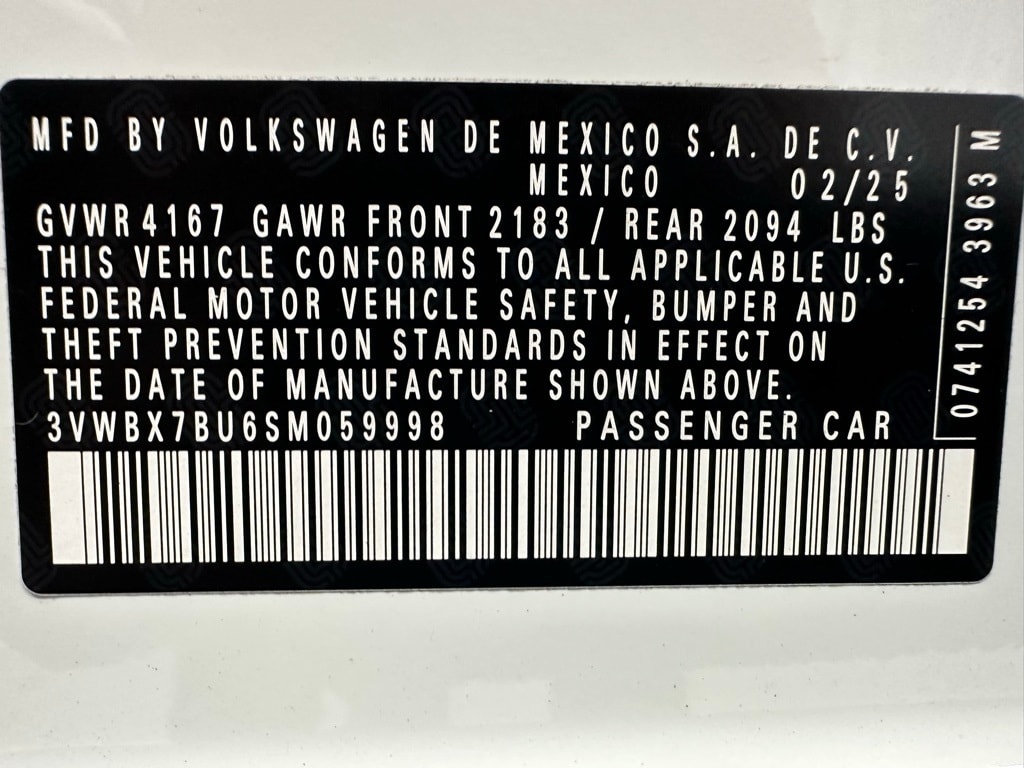 MFD BY VOLKSWAGEN DE MEXICO S.A. DE C.V.
MEXICO 02/25
GVWR 4167 GAWR FRONT 2183 / REAR 2094 LBS
THIS VEHICLE CONFORMS TO ALL APPLICABLE U.S.
FEDERAL MOTOR VEHICLE SAFETY, BUMPER AND
THEFT PREVENTION STANDARDS IN EFFECT ON
THE DATE OF MANUFACTURE SHOWN ABOVE.
3VWBX7BU6SM059998 PASSENGER CAR
0741254 3963 M